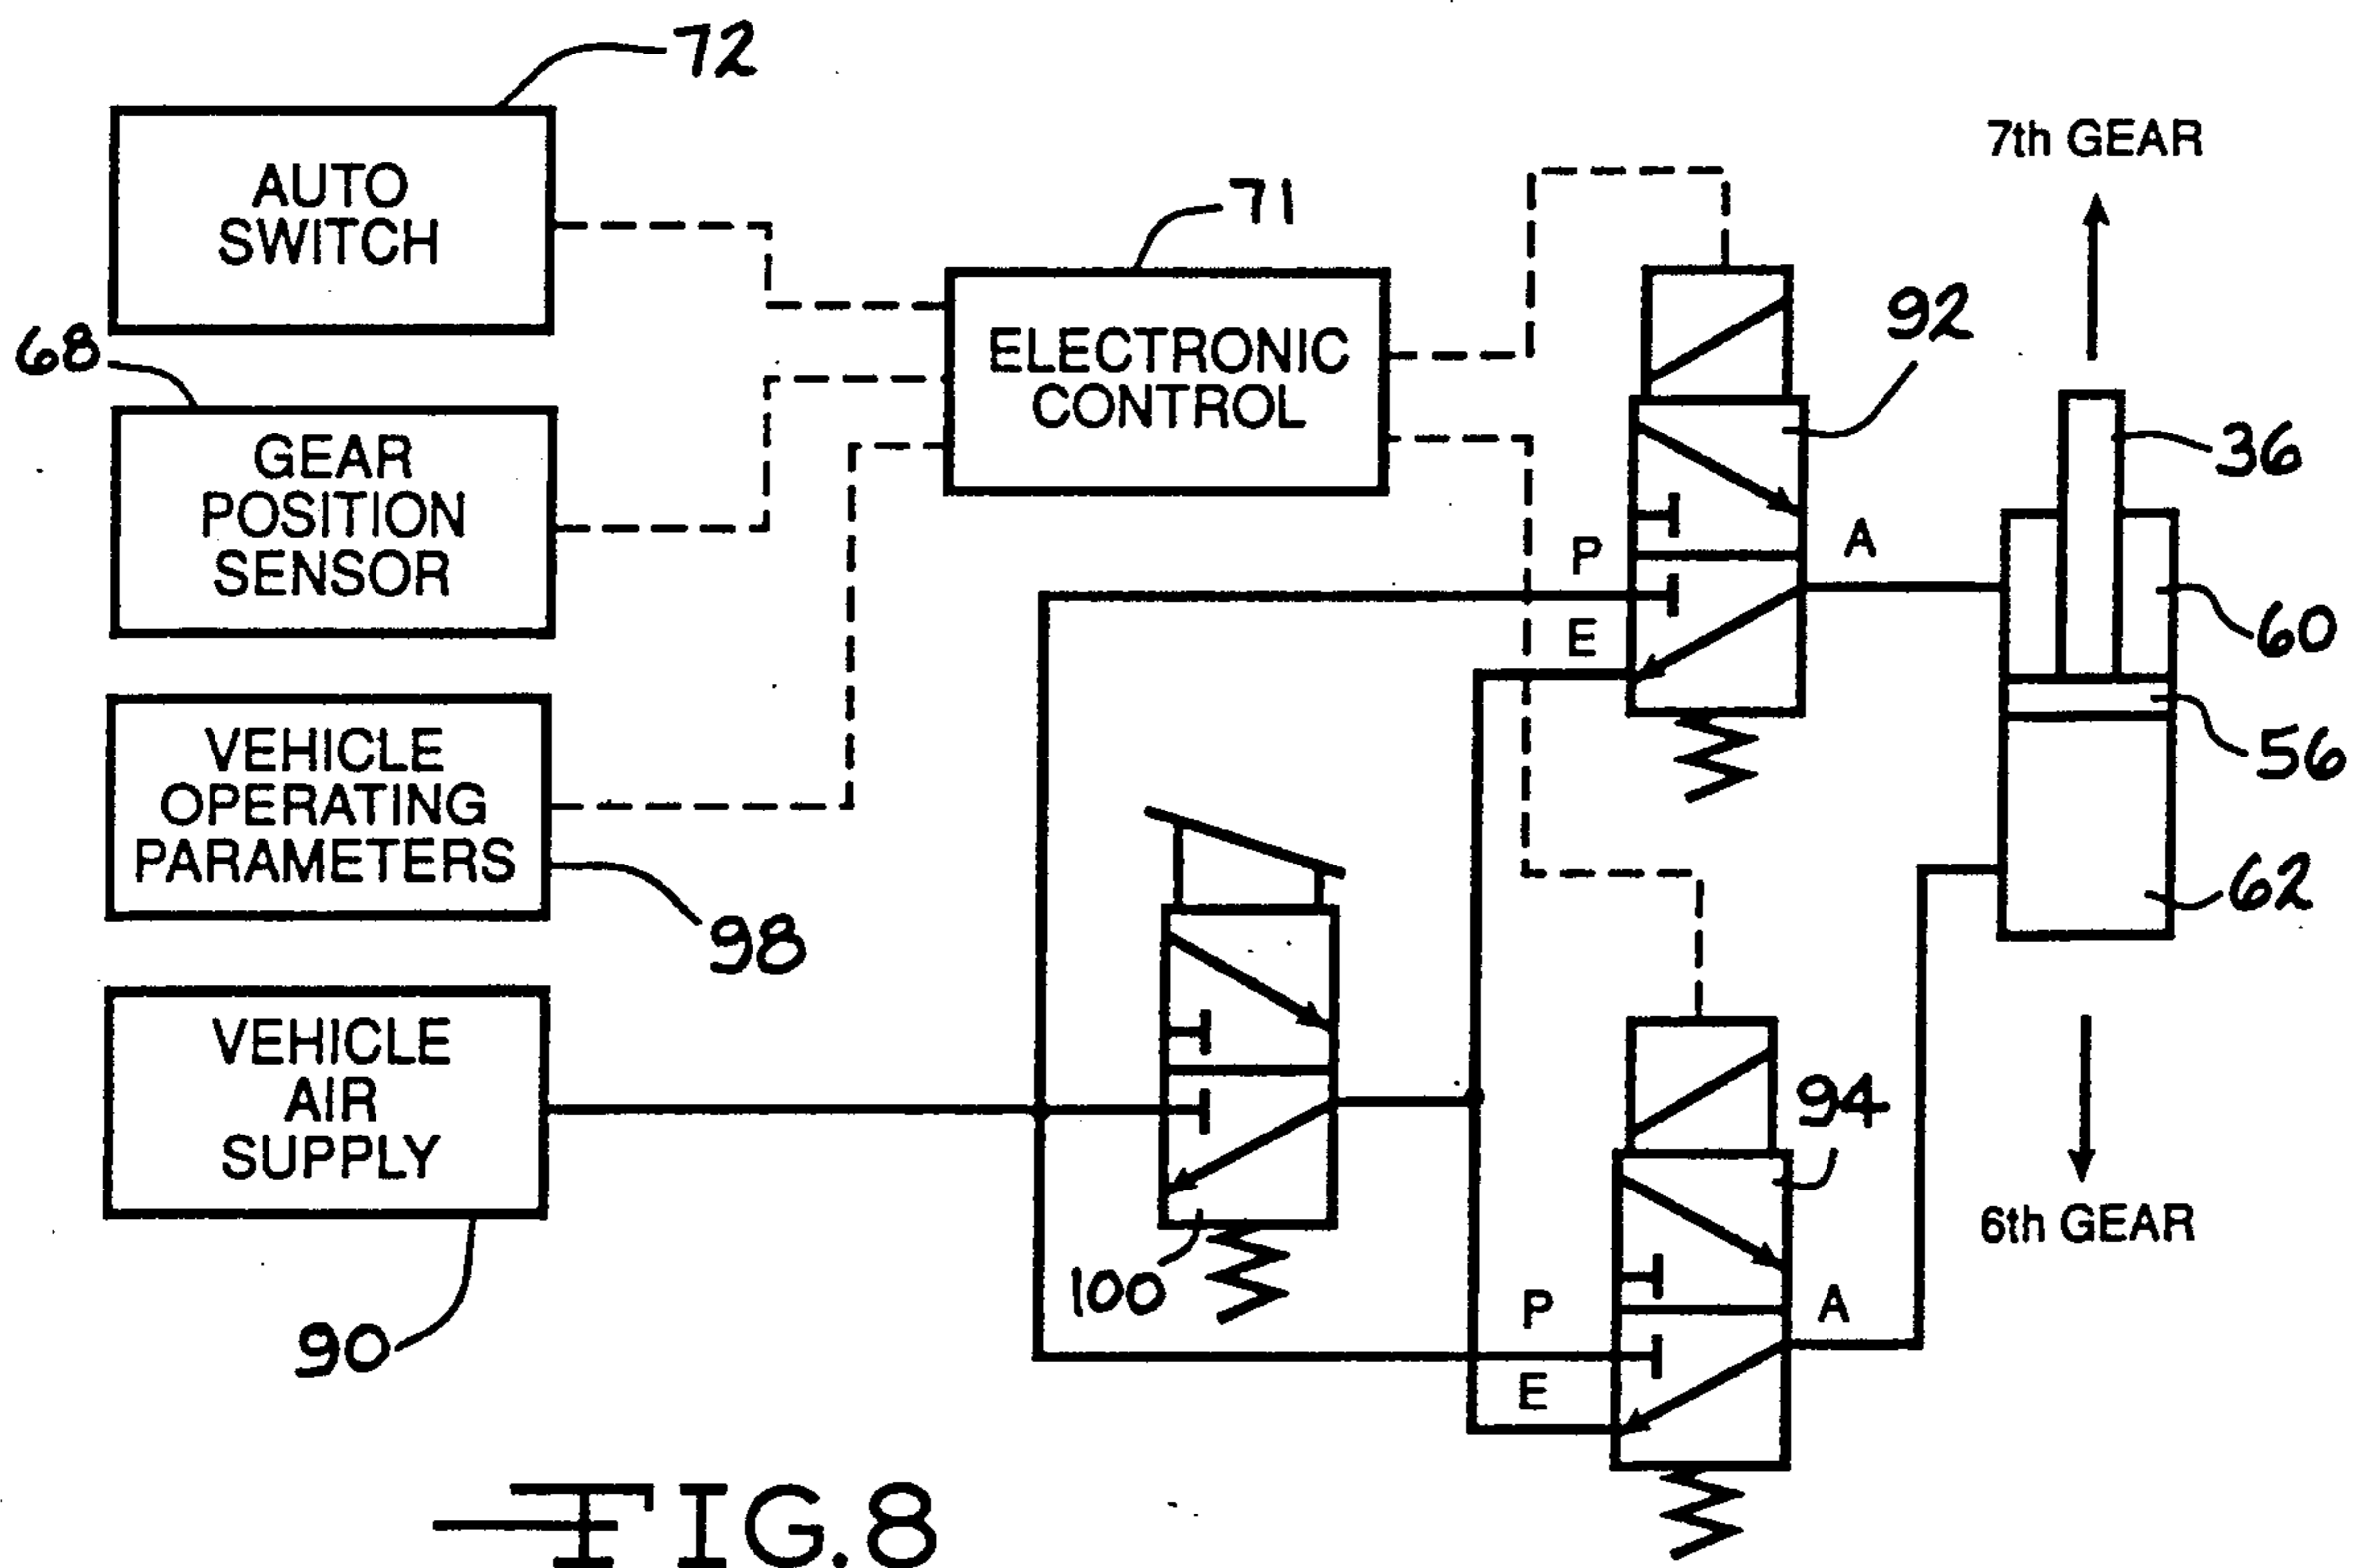 72
AUTO
SWITCH
68
GEAR
POSITION
SENSOR
VEHICLE
OPERATING
PARAMETERS
98
VEHICLE
AIR
SUPPLY
90
71
ELECTRONIC
CONTROL
100
92
P
E
A
94
P
E
A
7th GEAR
36
60
56
62
6th GEAR
FIG.8